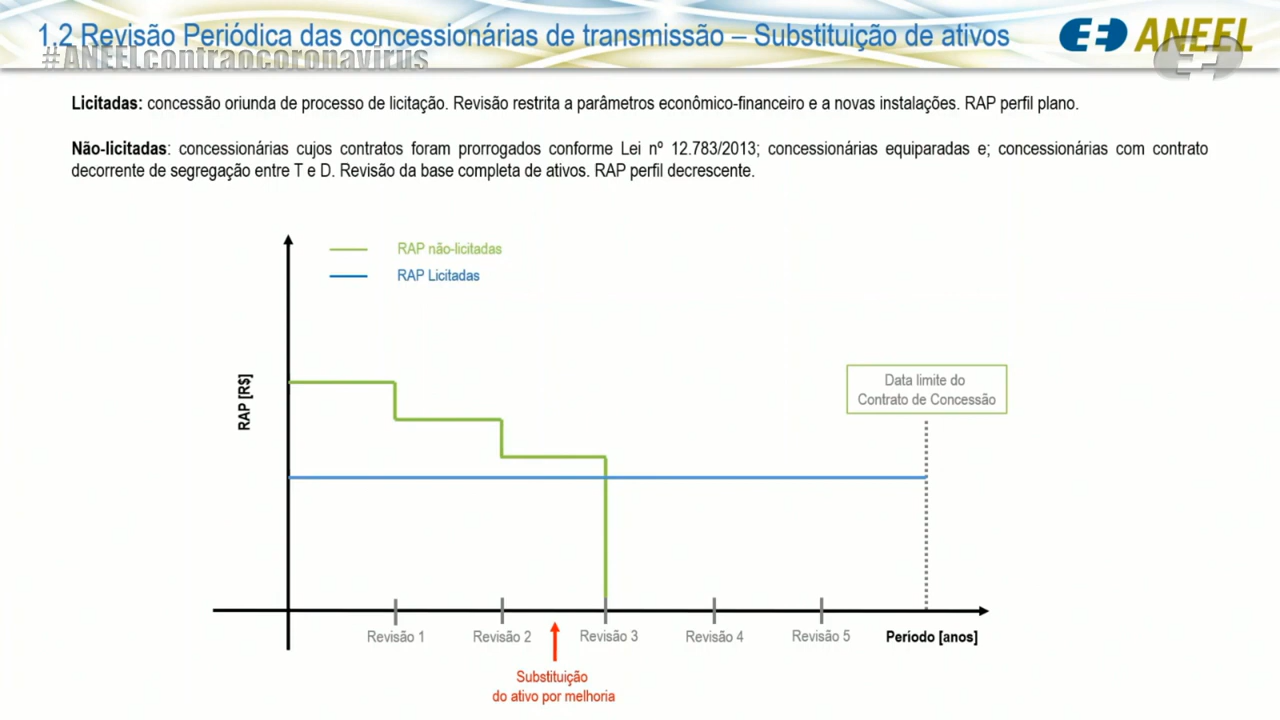 1.2 Revisão Periódica das concessionárias de transmissão – Substituição de ativos
ANEEL
#ANEELcontraocoronavirus
Licitadas: concessão oriunda de processo de licitação. Revisão restrita a parâmetros econômico-financeiro e a novas instalações. RAP perfil plano.
Não-licitadas: concessionárias cujos contratos foram prorrogados conforme Lei nº 12.783/2013; concessionárias equiparadas e; concessionárias com contrato
decorrente de segregação entre T e D. Revisão da base completa de ativos. RAP perfil decrescente.
RAP não-licitadas
RAP Licitadas
RAP [R$]
Data limite do
Contrato de Concessão
Revisão 1
Revisão 2
Revisão 3
Revisão 4
Revisão 5
Período [anos]
Substituição
do ativo por melhoria